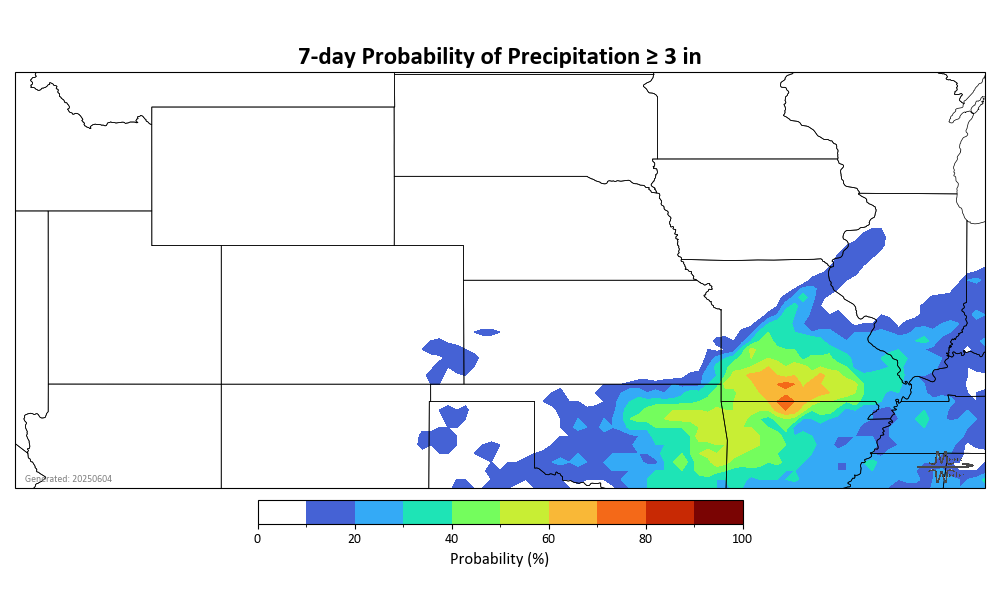 7-day Probability of Precipitation ≥ 3 in
Generated: 20250604
0 20 40 60 80 100
Probability (%)